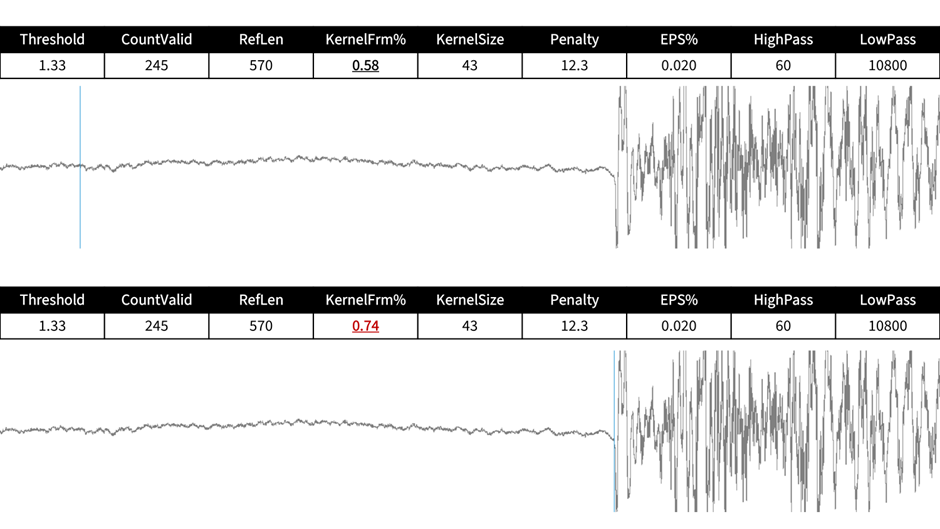 Threshold CountValid RefLen KernelFrm% KernelSize Penalty EPS% HighPass LowPass
1.33 245 570 0.58 43 12.3 0.020 60 10800
Threshold CountValid RefLen KernelFrm% KernelSize Penalty EPS% HighPass LowPass
1.33 245 570 0.74 43 12.3 0.020 60 10800